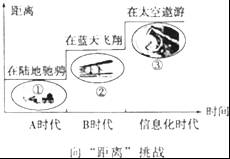 距离
在太空遨游
③
在蓝天飞翔
②
在陆地驰骋
①
时间
A时代 B时代 信息化时代
向“距离”挑战